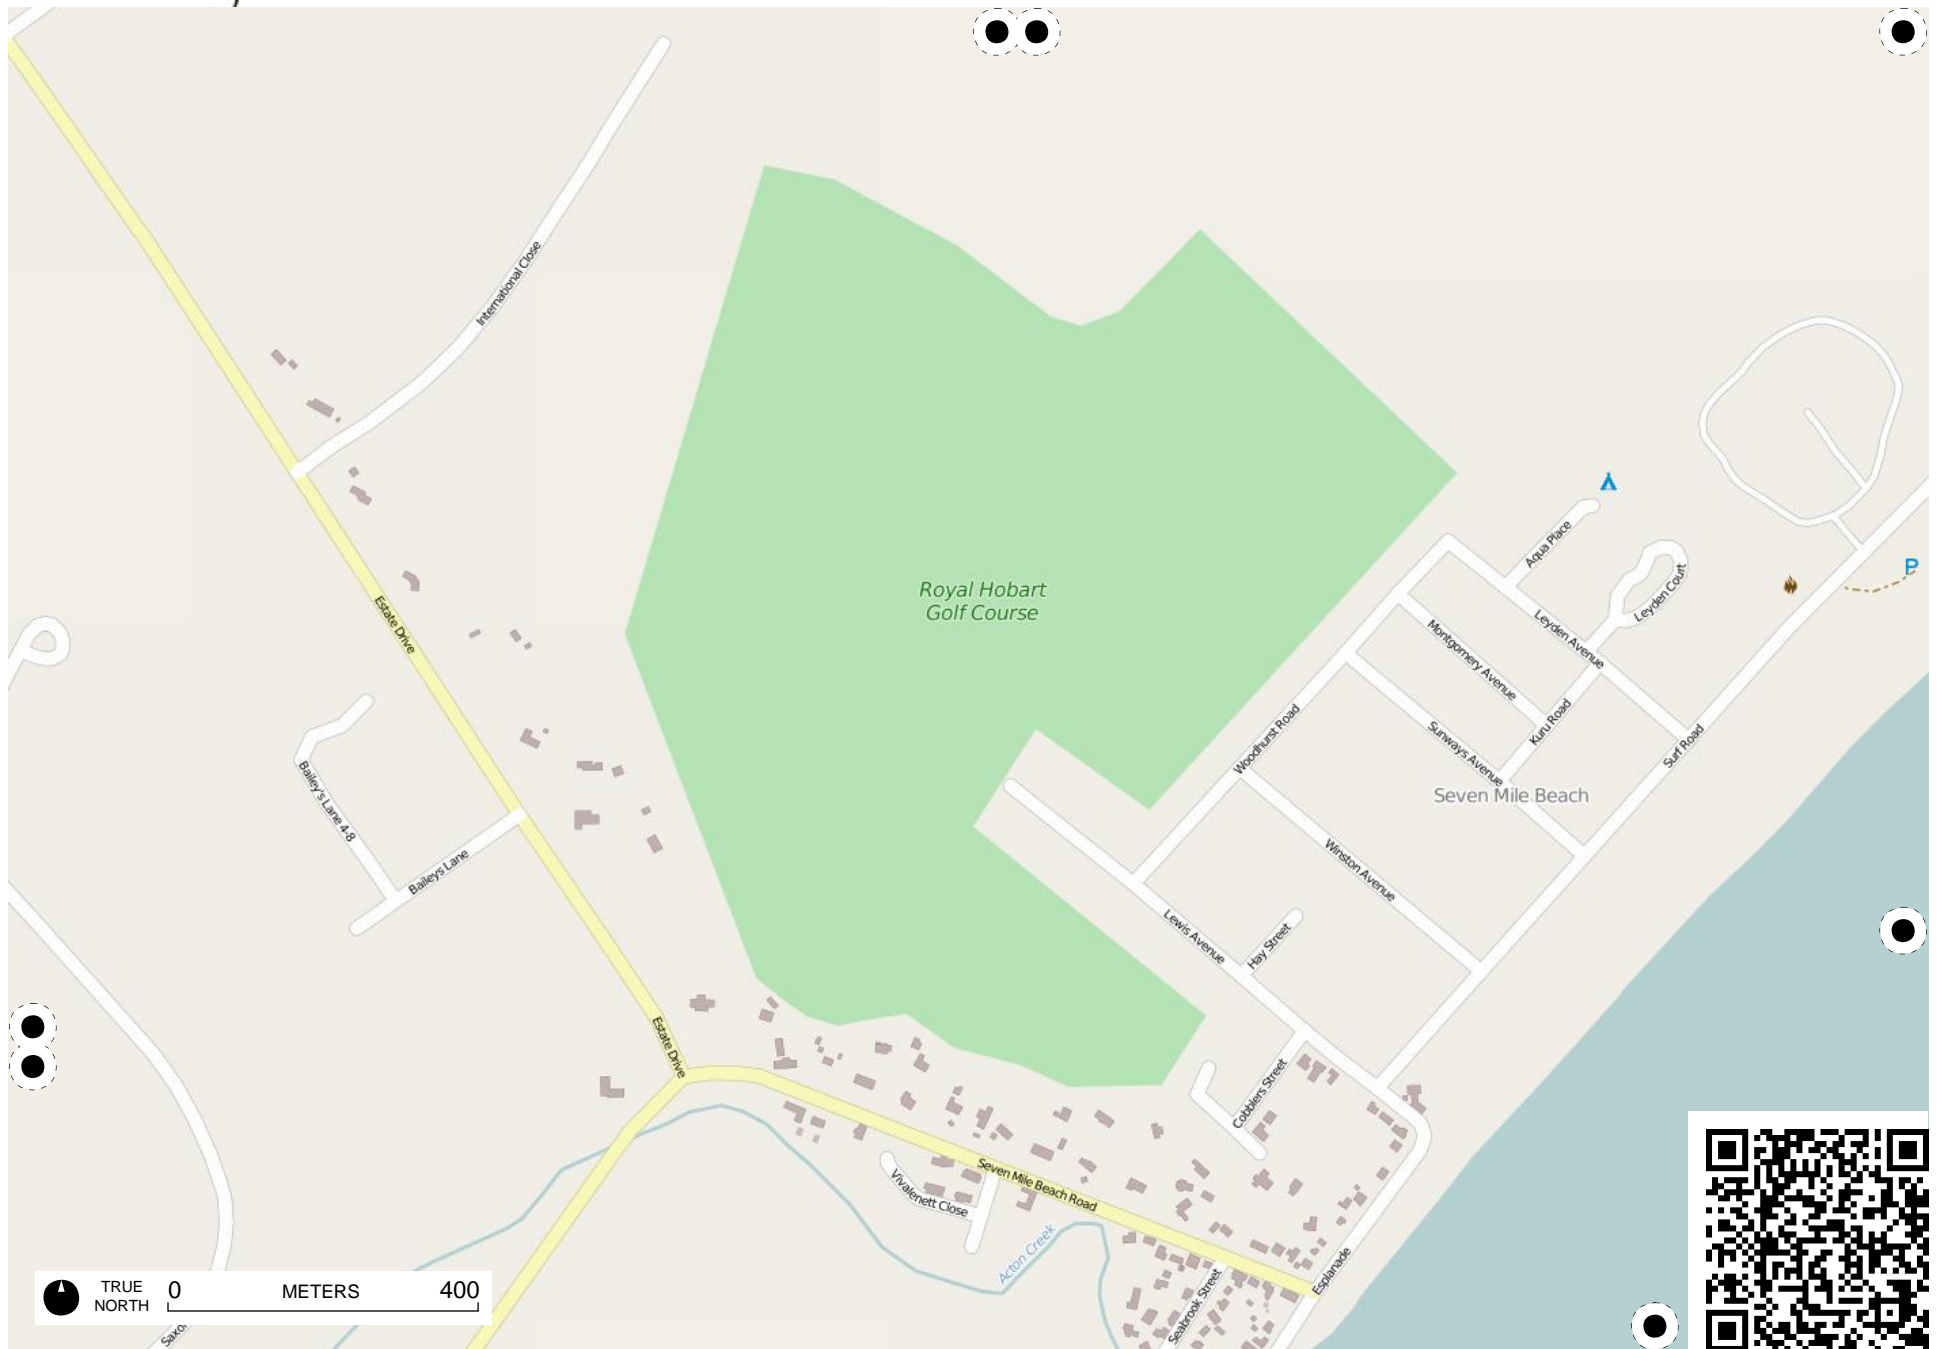 International Close
Estate Drive
Royal Hobart
Golf Course
Aqua Place
Leyden Court
Leyden Avenue
Montgomery Avenue
Kuru Road
Sunways Avenue
Woodhurst Road
Surf Road
P
Seven Mile Beach
Bailey's Lane 4-8
Baileys Lane
Winston Avenue
Lewis Avenue
Hay Street
Estate Drive
Cobblers Street
Seven Mile Beach Road
Vivalenett Close
Acton Creek
Esplanade
Seabrook Street
TRUE
NORTH
0 METERS 400